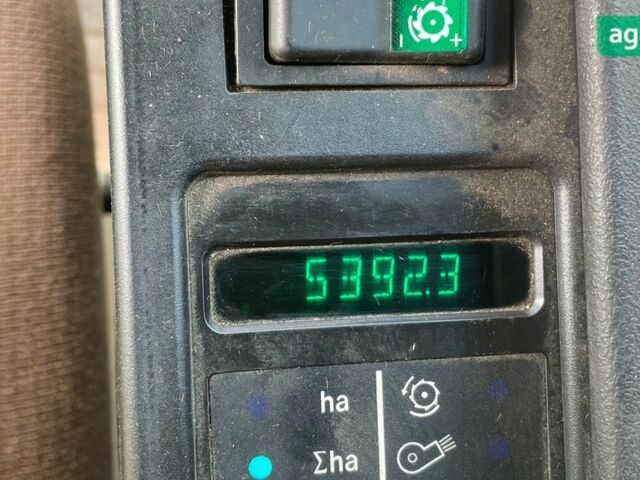 - +
ag
5392.3
ha
Σha